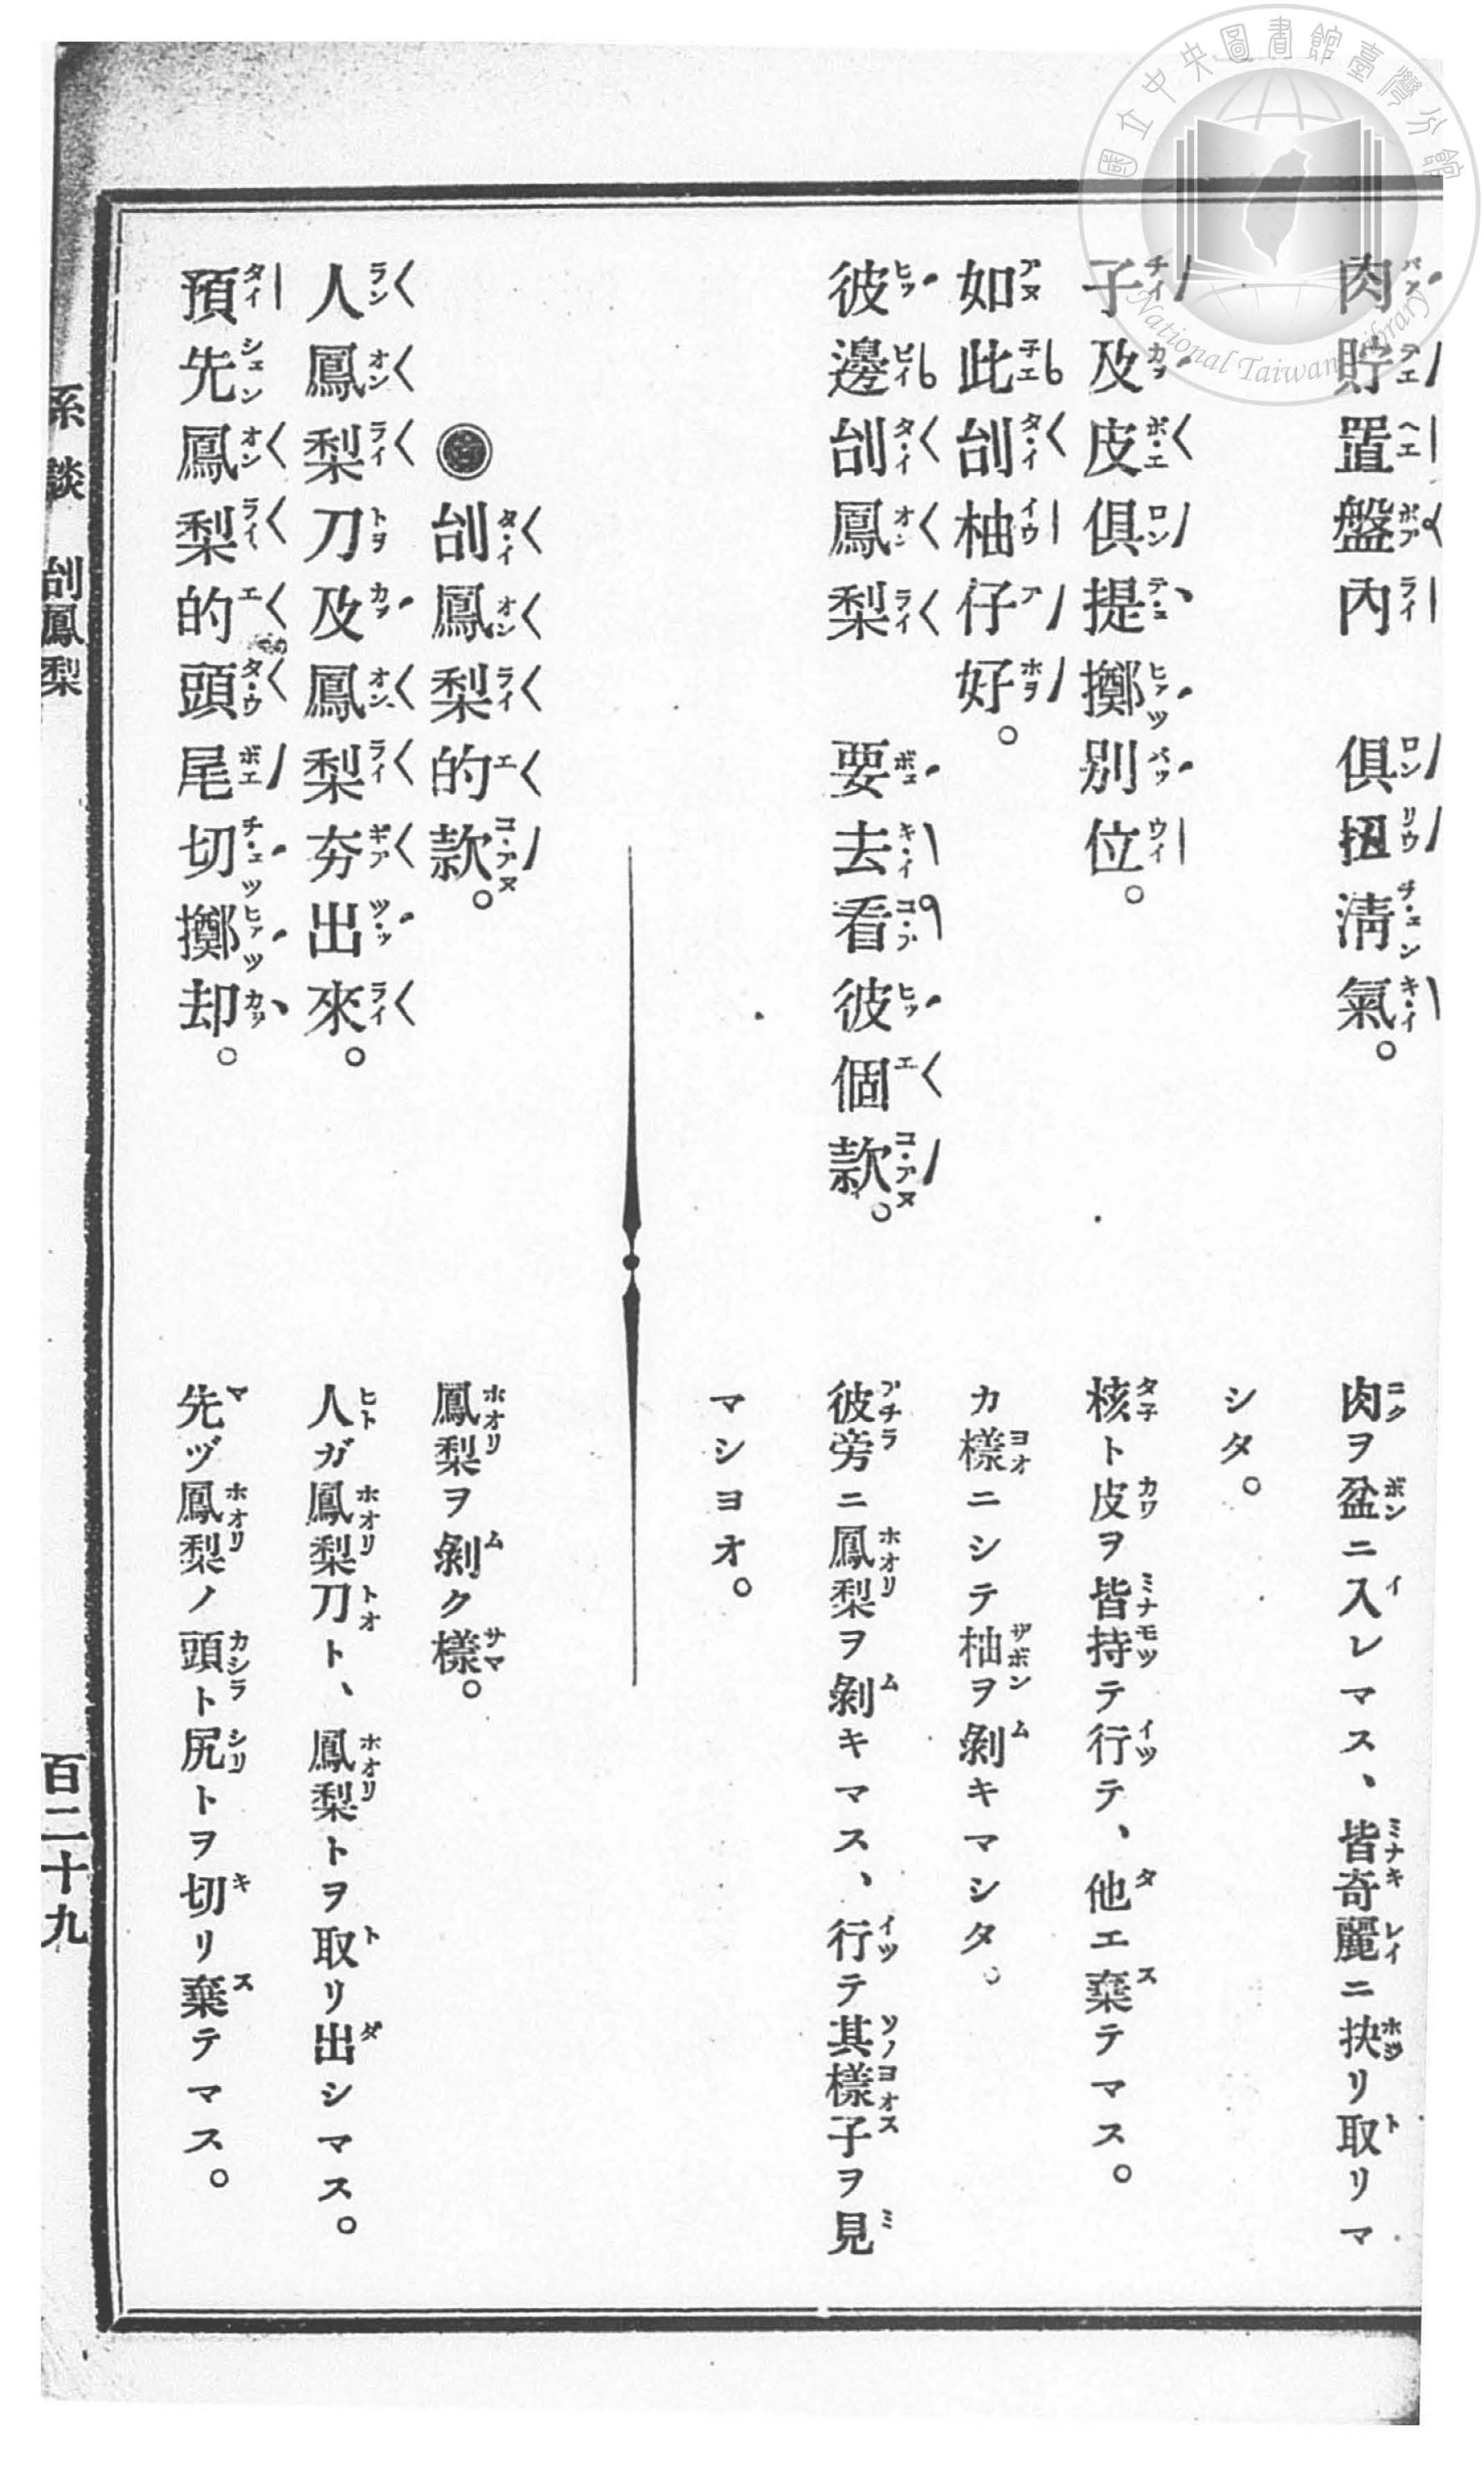 國立中央圖書館臺灣分館
National Taiwan Library
肉貯置盤內 俱扭淸氣。
肉ヲ盆ニ入レマス、皆奇麗ニ抉リ取リマ
シタ。
子及皮俱提擲別位。
核ト皮ヲ皆持テ行テ、他エ棄テマス。
如此刣柚仔好。
カ樣ニシテ柚ヲ剝キマシタ。
彼邊刣鳳梨 要去看彼個款。
彼旁ニ鳳梨ヲ剝キマス、行テ其樣子ヲ見
マシヨオ。
◉刣鳳梨的款。
鳳梨ヲ剝ク樣。
人鳳梨刀及鳳梨夯出來。
人ガ鳳梨刀ト、鳳梨トヲ取リ出シマス。
預先鳳梨的頭尾切擲却。
先ヅ鳳梨ノ頭ト尻トヲ切リ棄テマス。
系談 刣鳳梨
百二十九